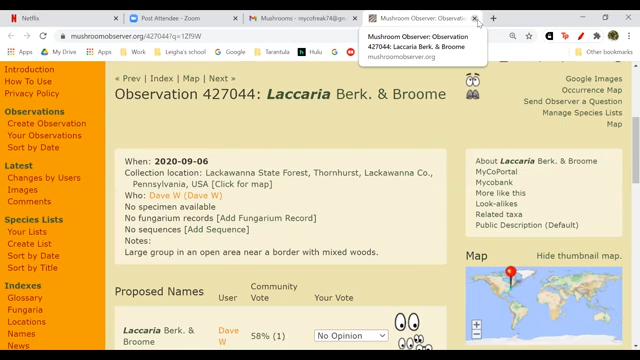 Netflix
Post Attendee - Zoom
Mushrooms - mycofreak74@gm
Mushroom Observer: Observatio
mushroomobserver.org/427044?q=1Zf9W
Mushroom Observer: Observation
427044: Laccaria Berk. & Broome
mushroomobserver.org
Work
Leigha's school
Tarantula
Hulu
Other bookmarks
Introduction
How To Use
Privacy Policy
Observations
Create Observation
Your Observations
Sort by Date
Latest
Changes by Users
Images
Comments
Species Lists
Your Lists
Create List
Sort by Date
Sort by Title
Indexes
Glossary
Fungaria
Locations
Names
News
« Prev | Index | Map | Next »
Observation 427044: Laccaria Berk. & Broome
When: 2020-09-06
Collection location: Lackawanna State Forest, Thornhurst, Lackawanna Co.,
Pennsylvania, USA [Click for map]
Who: Dave W (Dave W)
No specimen available
No fungarium records [Add Fungarium Record]
No sequences [Add Sequence]
Notes:
Large group in an open area near a border with mixed woods.
Proposed Names
User
Community
Vote
Your Vote
Laccaria Berk. &
Broome
Dave
W
58% (1)
No Opinion
Google Images
Occurrence Map
Send Observer a Question
Manage Species Lists
Map
About Laccaria Berk. & Broome
MyCoPortal
Mycobank
More like this
Look-alikes
Related taxa
Public Description (Default)
Map
Hide thumbnail map.